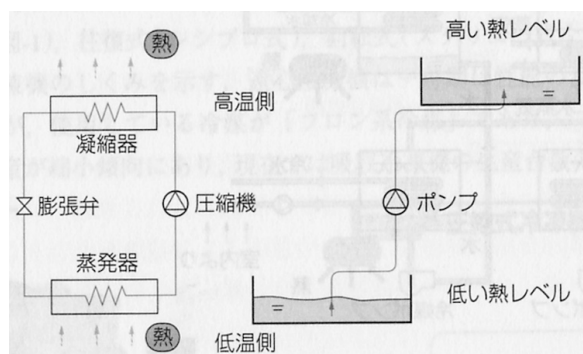 熱
高い熱レベル
高温側
凝縮器
膨張弁
圧縮機
ポンプ
蒸発器
低い熱レベル
熱
低温側